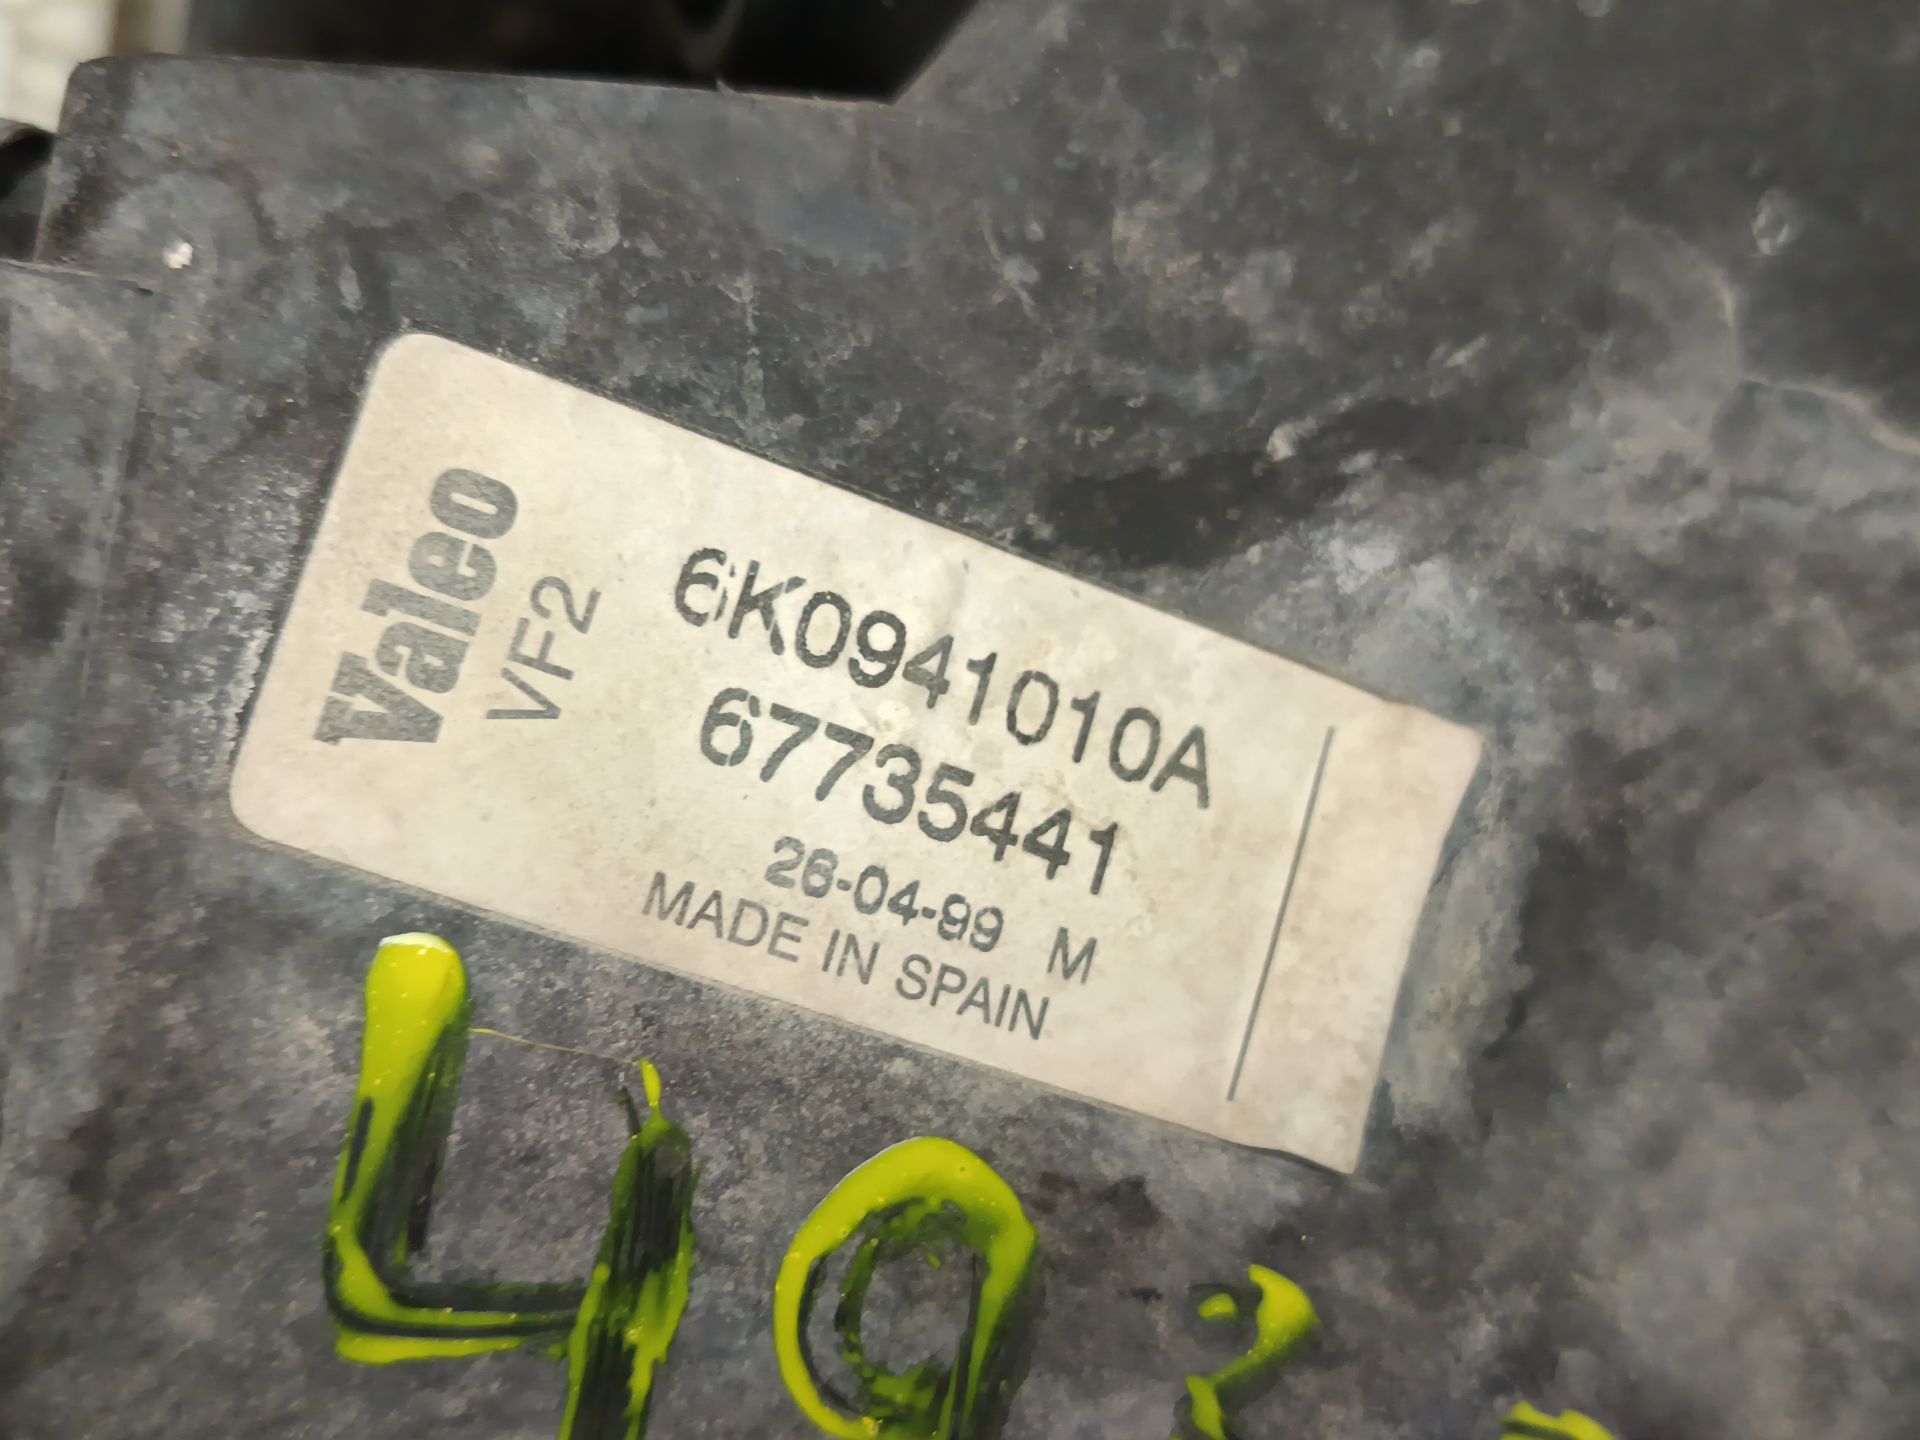 Valeo
VF2
6K0941010A
67735441
26-04-99 M
MADE IN SPAIN